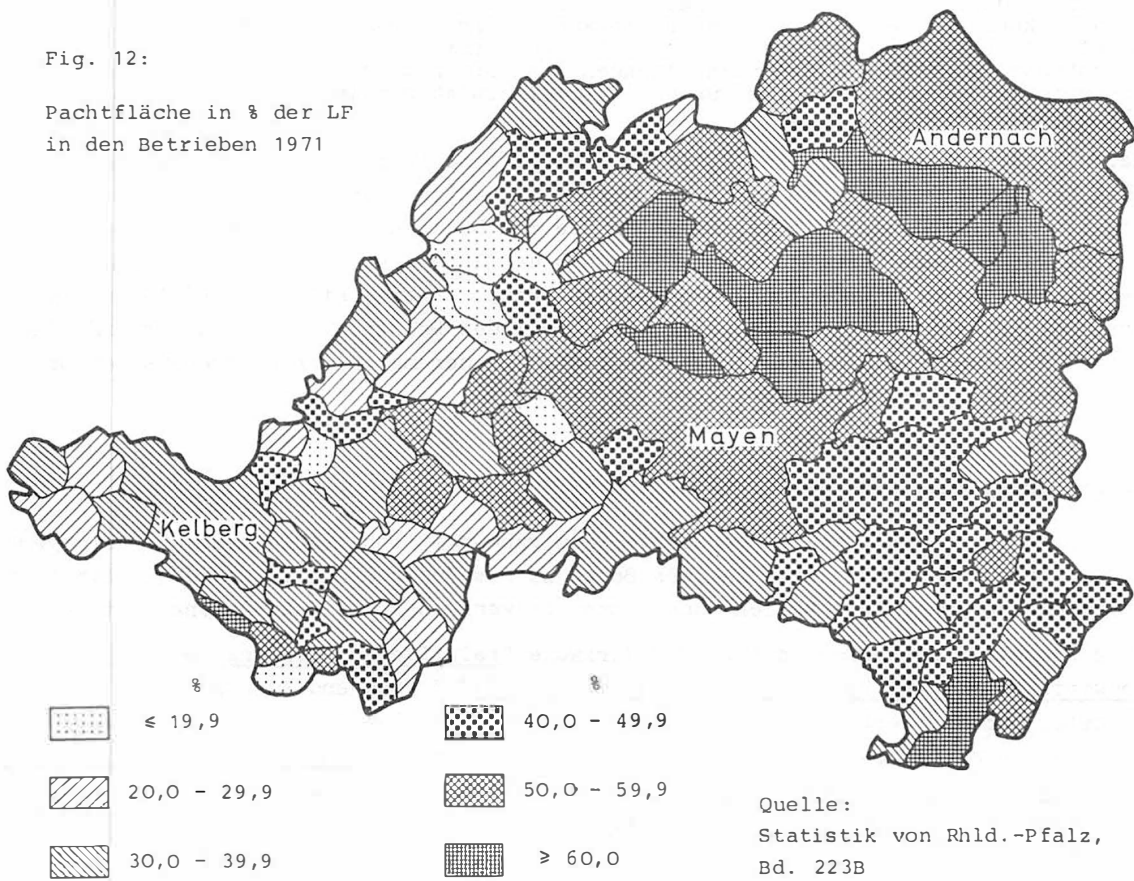 Fig. 12:
Pachtfläche in % der LF
in den Betrieben 1971
Andernach
Mayen
Kelberg
%
≤ 19,9
20,0 – 29,9
30,0 – 39,9
%
40,0 – 49,9
50,0 – 59,9
≥ 60,0
Quelle:
Statistik von Rhld.-Pfalz,
Bd. 223B